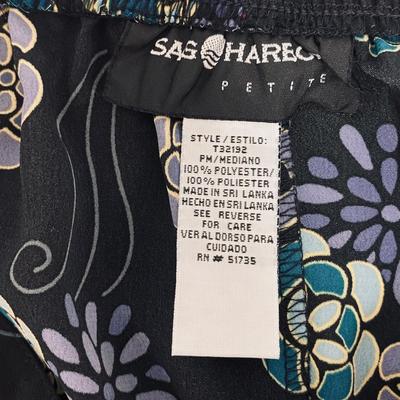 SAG HARBOR
PETITE
STYLE / ESTILO:
T32192
PM/MEDIANO
100% POLYESTER/
100% POLIESTER
MADE IN SRI LANKA
HECHO EN SRI LANKA
SEE REVERSE
FOR CARE
VER AL DORSO PARA
CUIDADO
RN # 51735